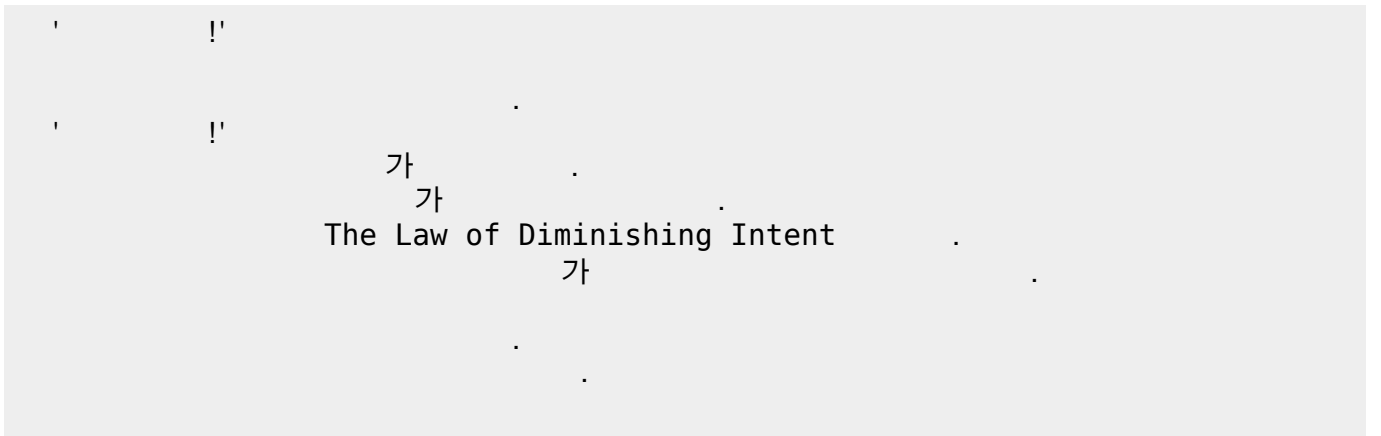 ' !'
.
' !'
가 .
가 .
The Law of Diminishing Intent .
가 .
.
.